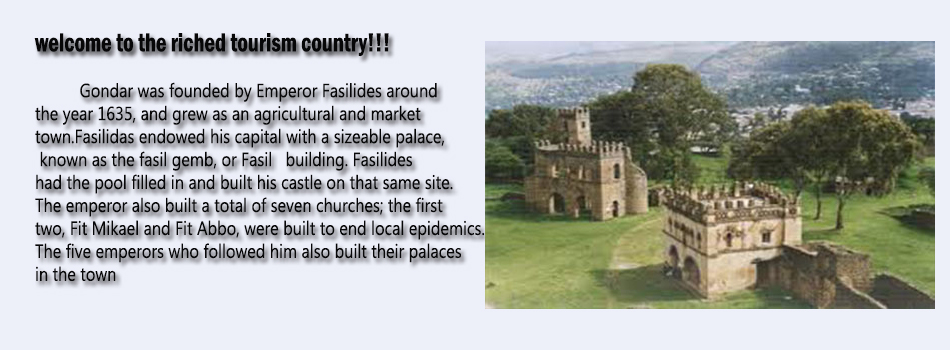 welcome to the riched tourism country!!!
Gondar was founded by Emperor Fasilides around
the year 1635, and grew as an agricultural and market
town.Fasilidas endowed his capital with a sizeable palace,
known as the fasil gemb, or Fasil building. Fasilides
had the pool filled in and built his castle on that same site.
The emperor also built a total of seven churches; the first
two, Fit Mikael and Fit Abbo, were built to end local epidemics.
The five emperors who followed him also built their palaces
in the town